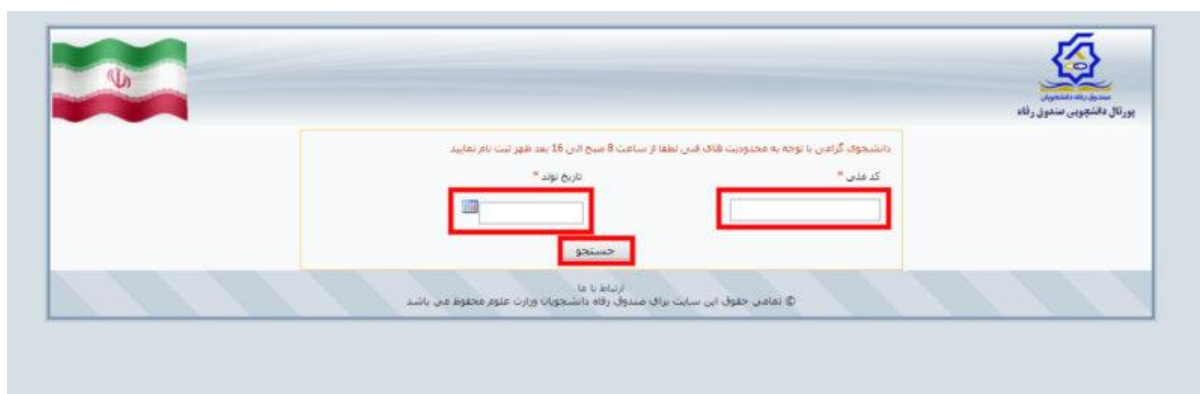 صندوق رفاه دانشجویان
پورتال دانشجویی صندوق رفاه
دانشجوی گرامی با توجه به محدودیت های فنی لطفا از ساعت 8 صبح الی 16 بعد ظهر ثبت نام نمایید
کد ملی * تاریخ تولد *
جستجو
ارتباط با ما
© تمامی حقوق این سایت برای صندوق رفاه دانشجویان وزارت علوم محفوظ می باشد